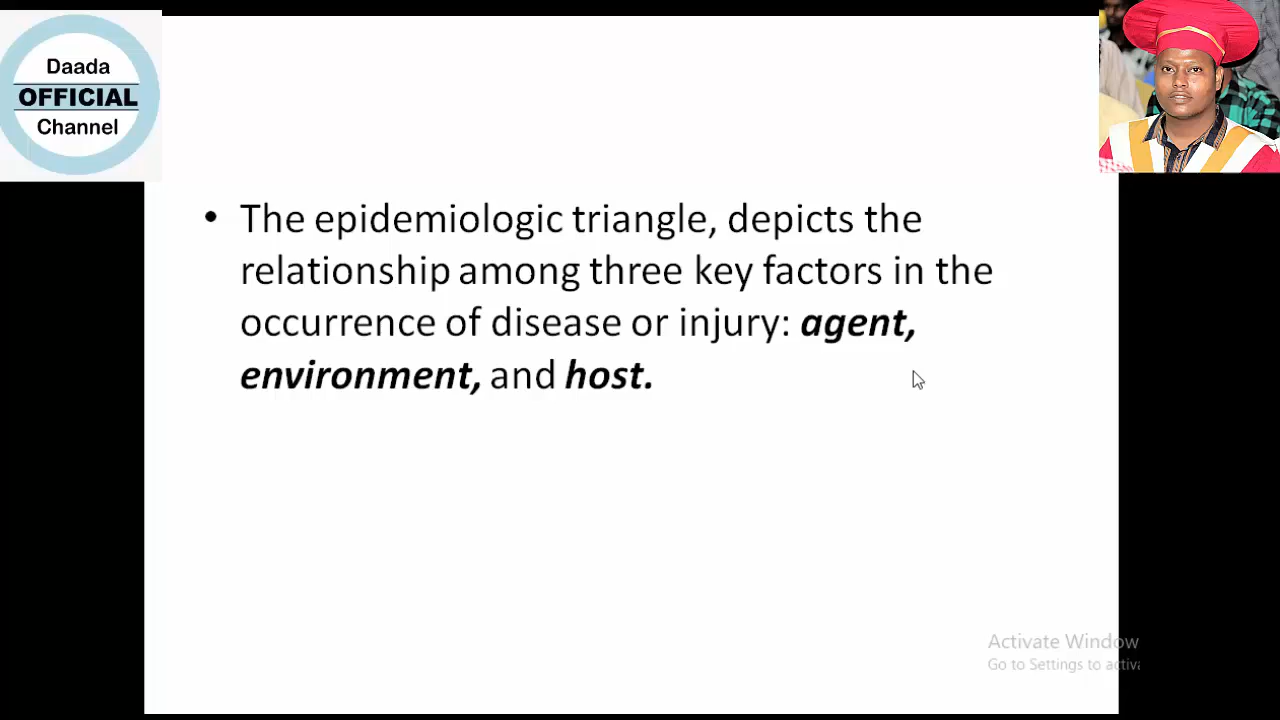 Daada
OFFICIAL
Channel
• The epidemiologic triangle, depicts the
relationship among three key factors in the
occurrence of disease or injury: agent,
environment, and host.
Activate Window
Go to Settings to activa